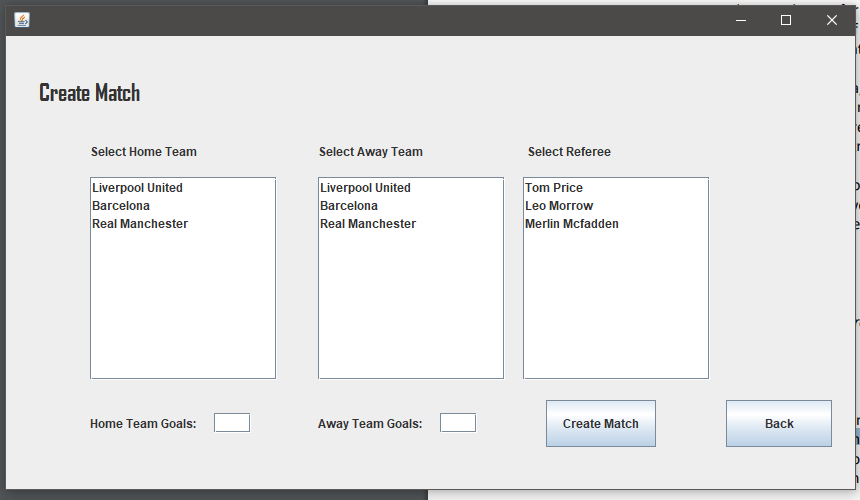 Create Match
Select Home Team
Select Away Team
Select Referee
Liverpool United
Barcelona
Real Manchester
Liverpool United
Barcelona
Real Manchester
Tom Price
Leo Morrow
Merlin Mcfadden
Home Team Goals:
Away Team Goals:
Create Match
Back